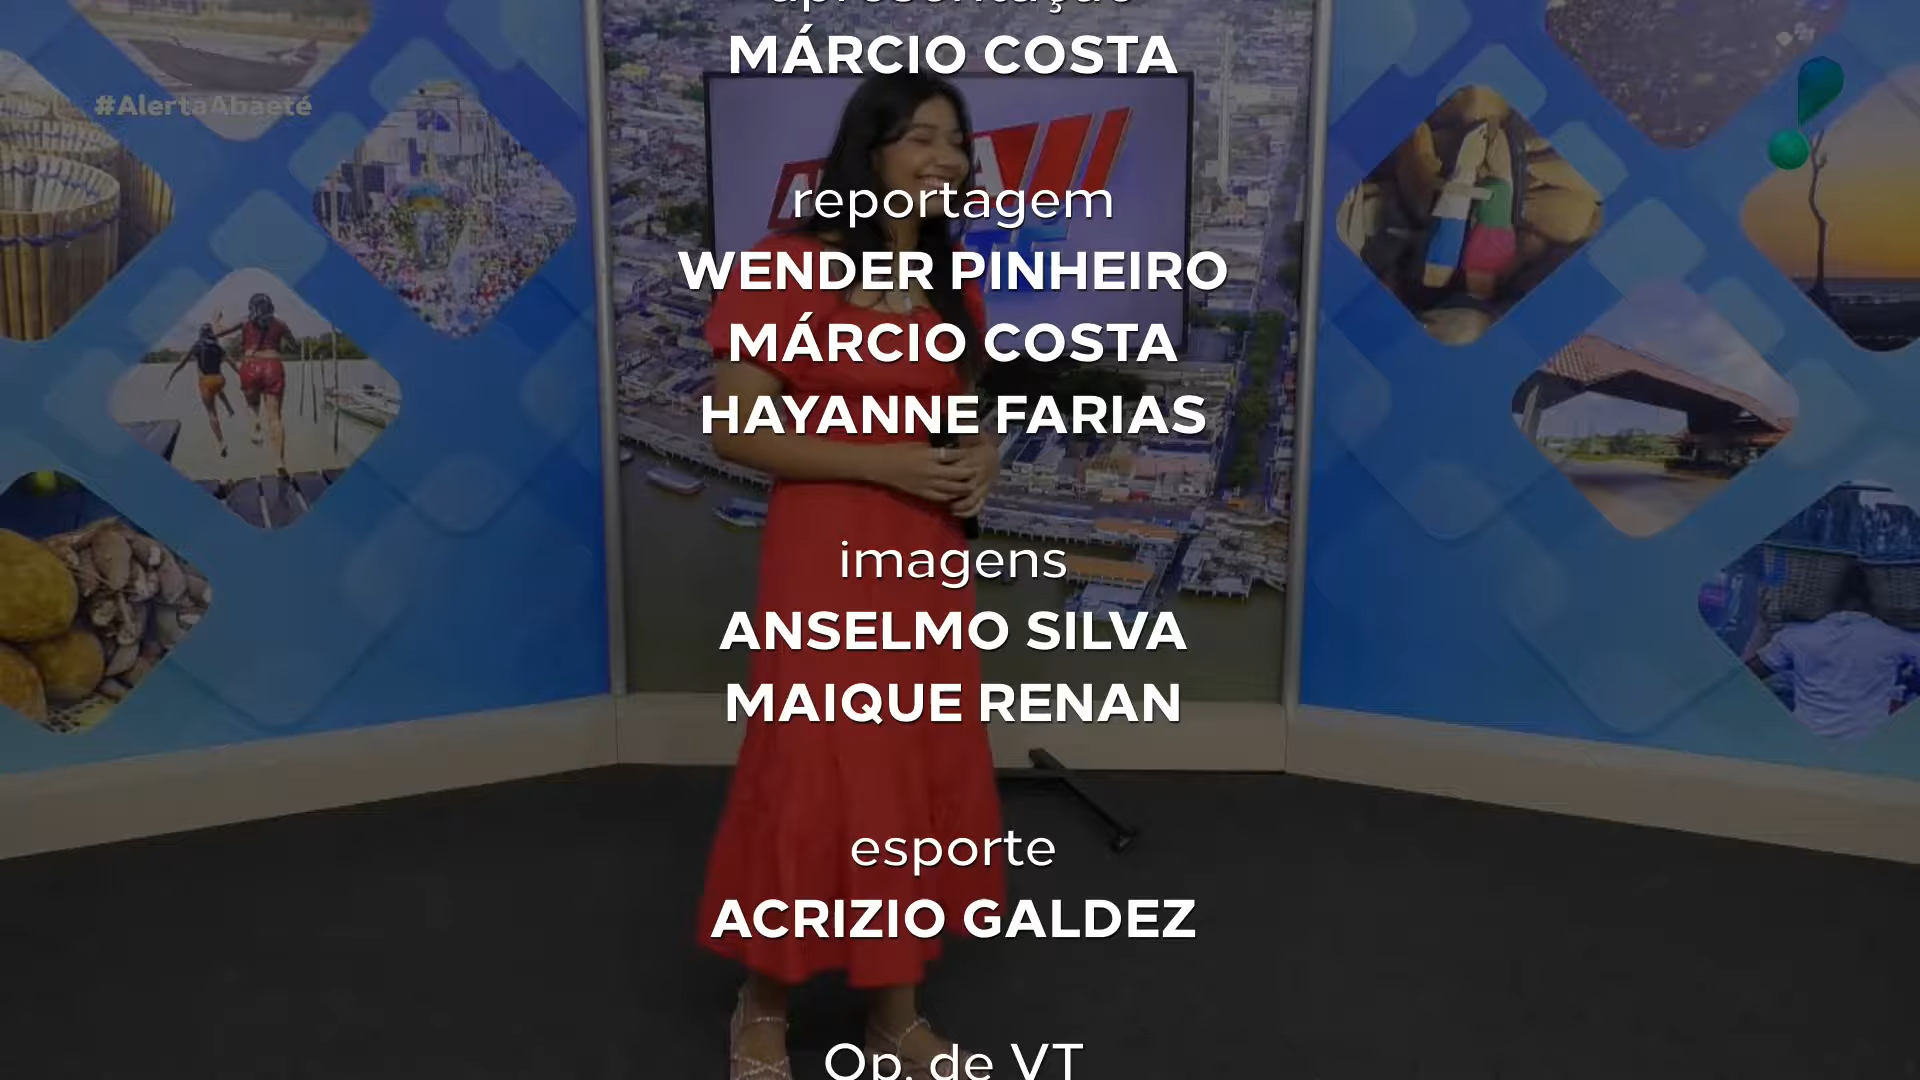 apresentação
MÁRCIO COSTA
#AlertaAbaeté
reportagem
WENDER PINHEIRO
MÁRCIO COSTA
HAYANNE FARIAS
imagens
ANSELMO SILVA
MAIQUE RENAN
esporte
ACRIZIO GALDEZ
Op. de VT